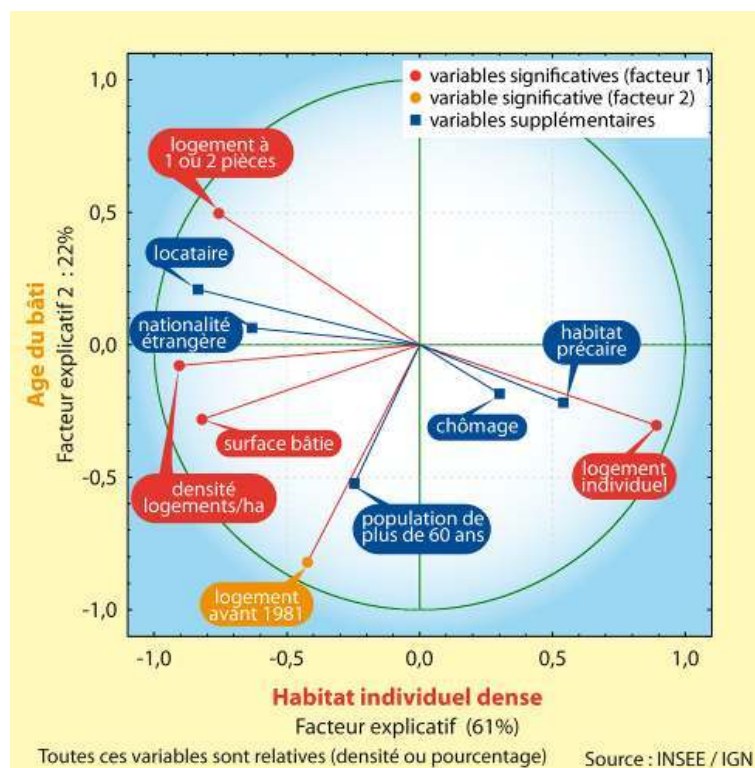 1,0
0,5
0,0
-0,5
-1,0
variables significatives (facteur 1)
variable significative (facteur 2)
variables supplémentaires
logement à
1 ou 2 pièces
locataire
nationalité
étrangère
habitat
précaire
chômage
surface bâtie
densité
logements/ha
logement
individuel
population de
plus de 60 ans
logement
avant 1981
Age du bâti
Facteur explicatif 2 : 22%
-1,0 -0,5 0,0 0,5 1,0
Habitat individuel dense
Facteur explicatif (61%)
Toutes ces variables sont relatives (densité ou pourcentage) Source : INSEE / IGN